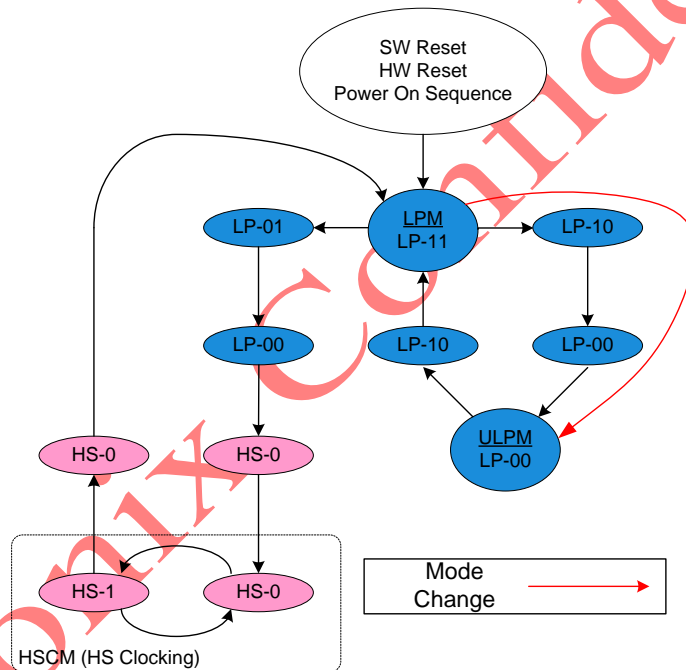 SW Reset
HW Reset
Power On Sequence
LPM
LP-11
LP-01
LP-10
LP-00
LP-10
LP-00
ULPM
LP-00
HS-0
HS-0
HS-1
HS-0
HSCM (HS Clocking)
Mode
Change